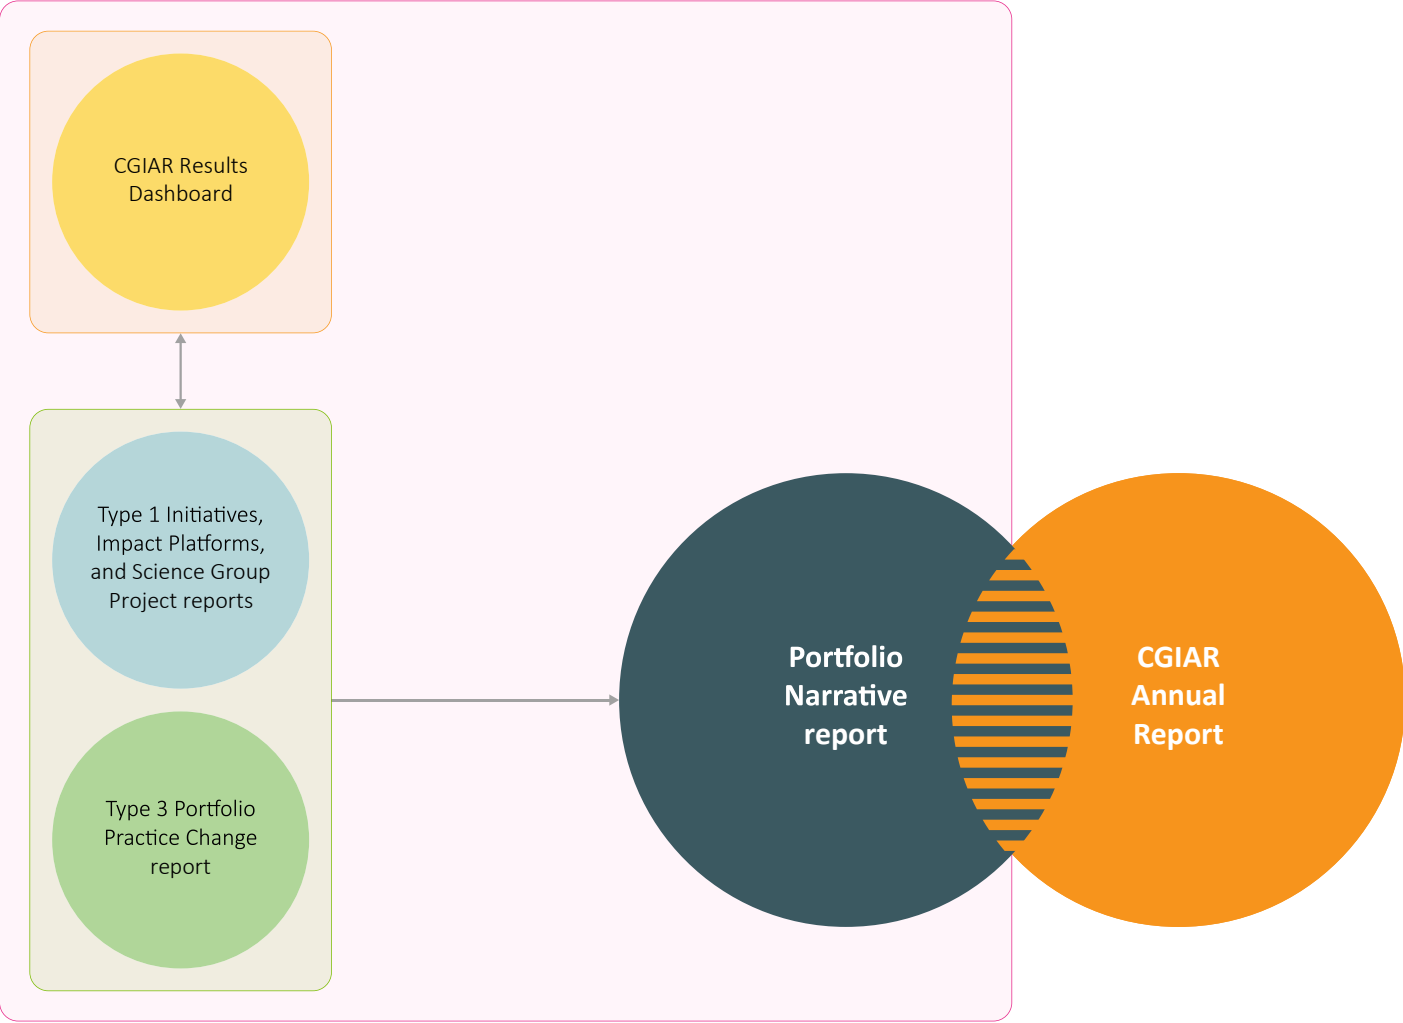 CGIAR Results
Dashboard
Type 1 Initiatives,
Impact Platforms,
and Science Group
Project reports
Type 3 Portfolio
Practice Change
report
Portfolio
Narrative
report
CGIAR
Annual
Report